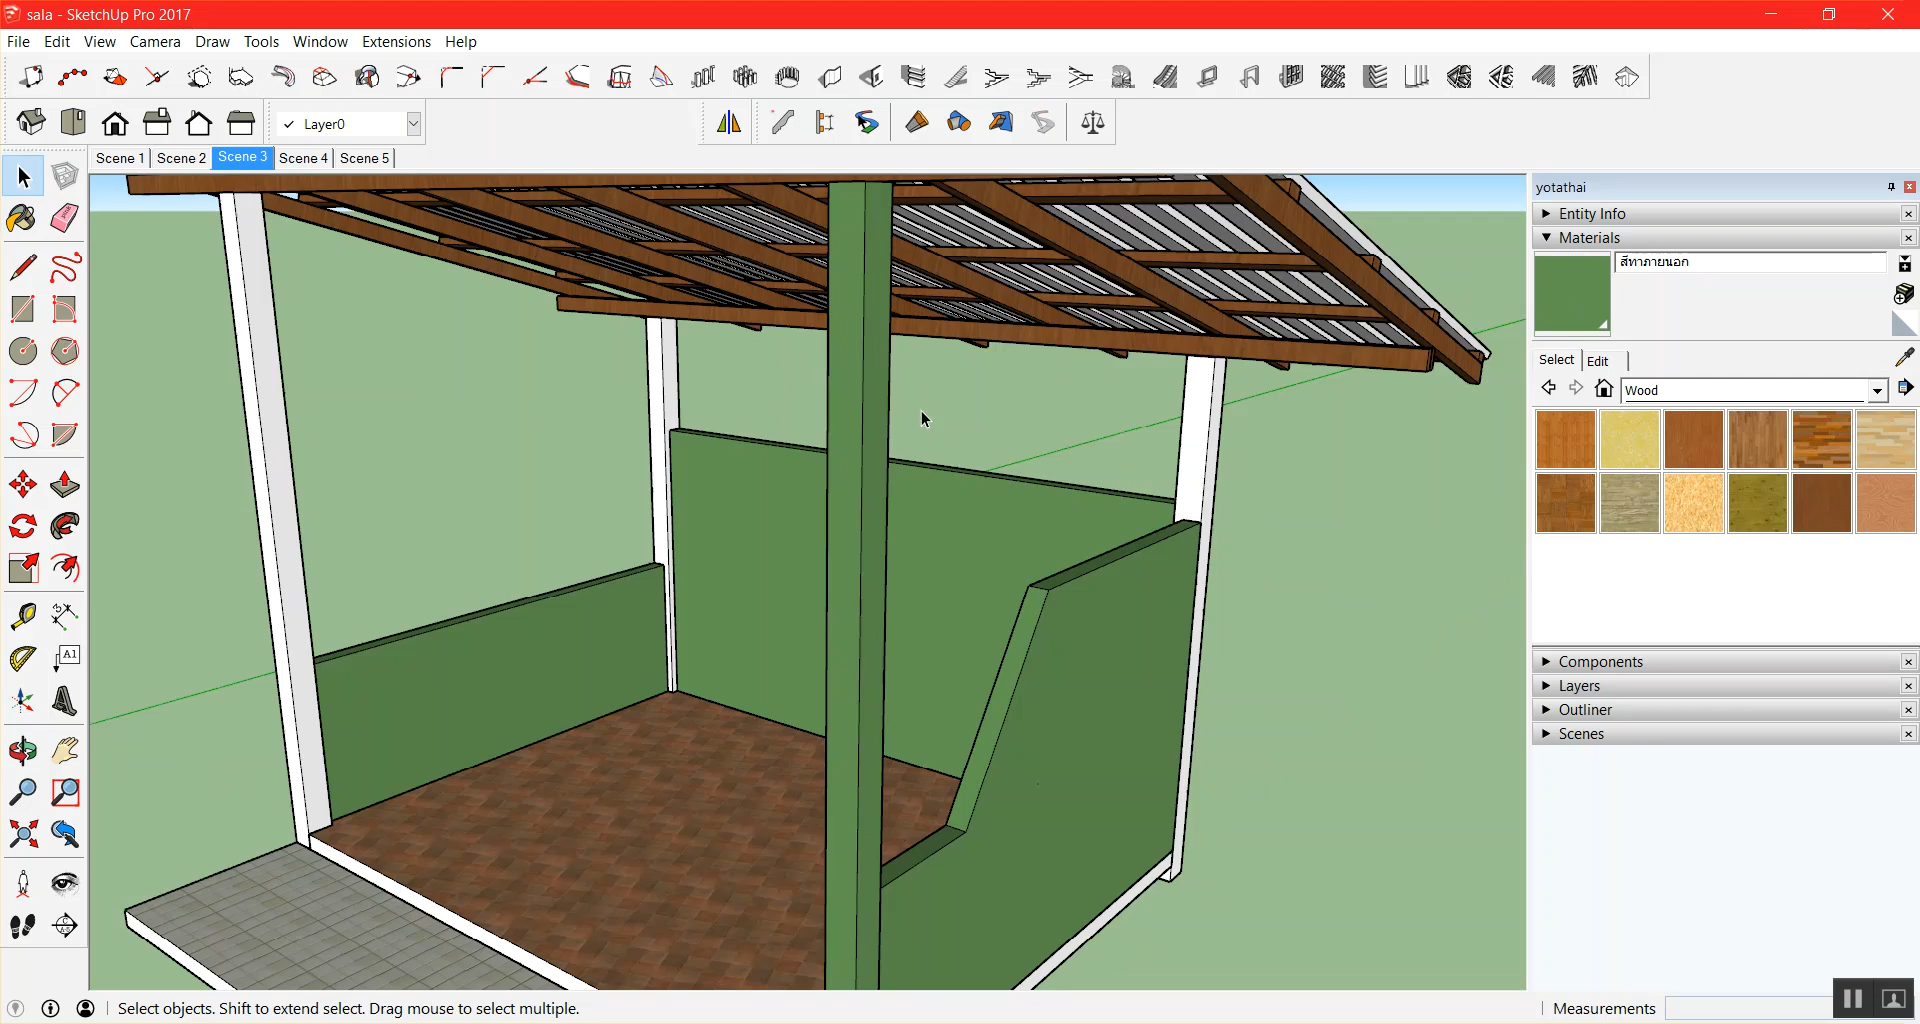 sala - SketchUp Pro 2017
File Edit View Camera Draw Tools Window Extensions Help
Layer0
Scene 1 Scene 2 Scene 3 Scene 4 Scene 5
yotathai
Entity Info
Materials
สีทาภายนอก
Select Edit
Wood
A1
Components
Layers
Outliner
Scenes
Select objects. Shift to extend select. Drag mouse to select multiple.
Measurements